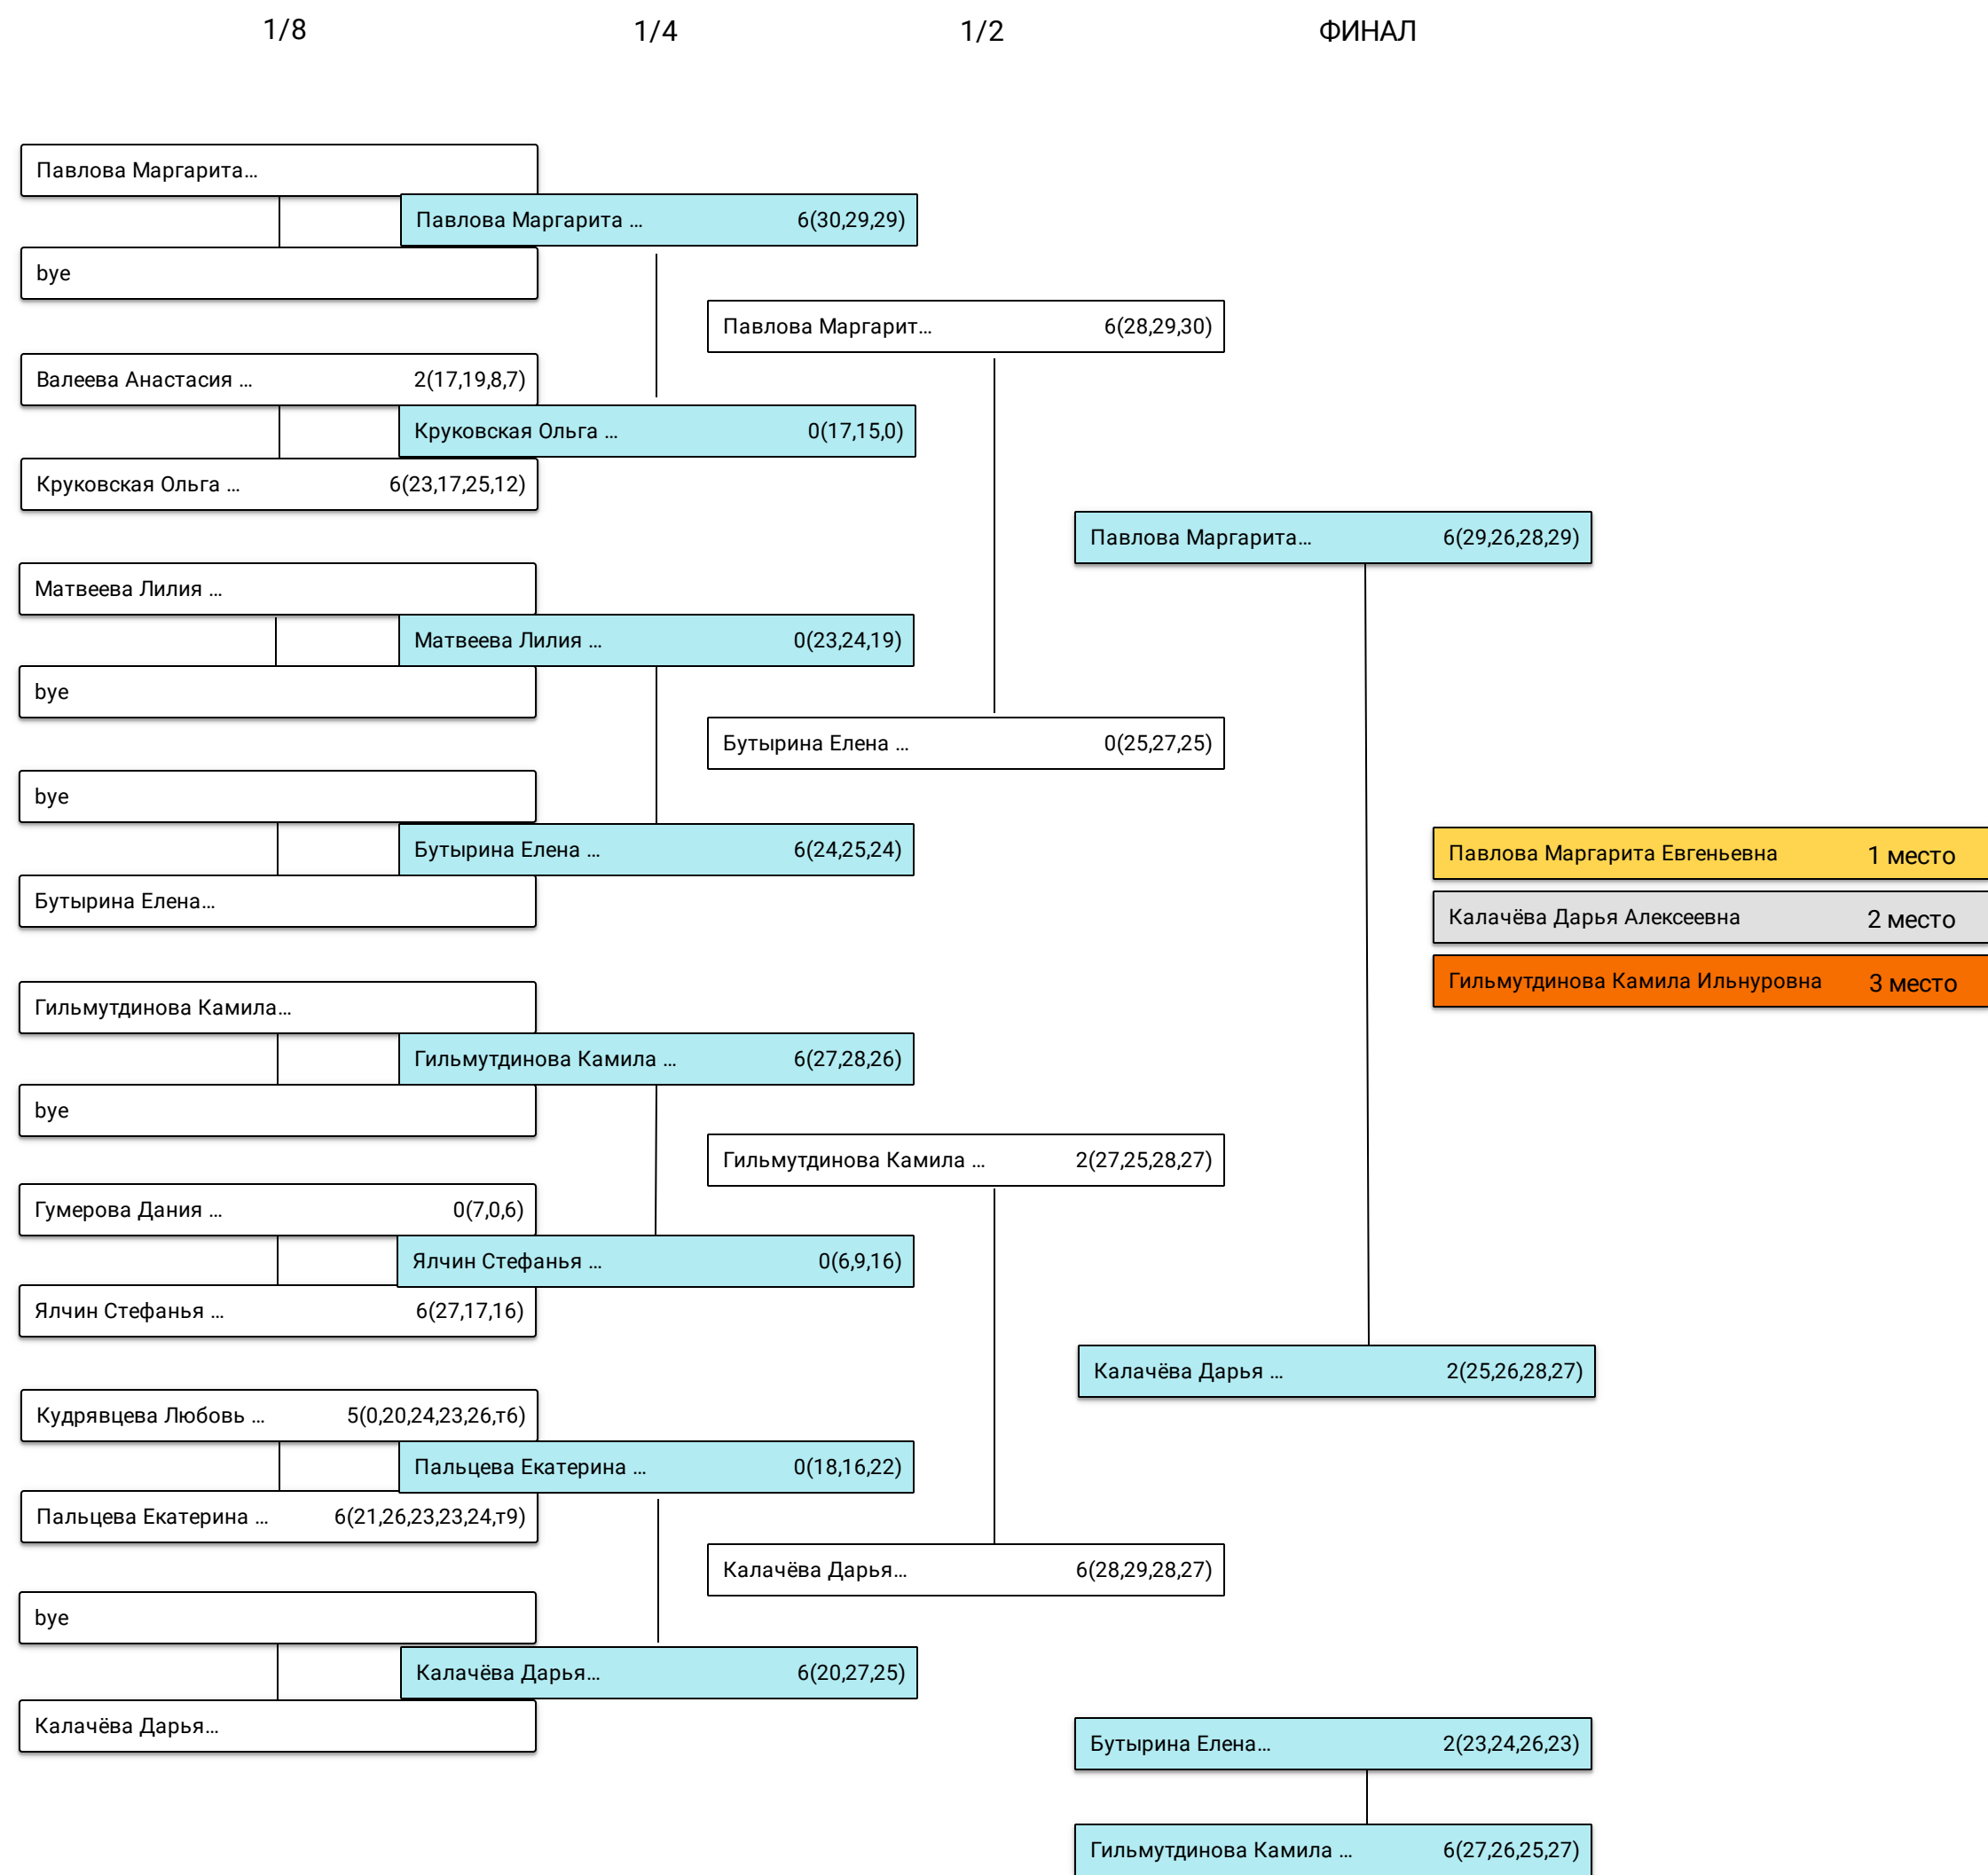 1/8 1/4 1/2 ФИНАЛ
Павлова Маргарита...
Павлова Маргарита ... 6(30,29,29)
bye
Павлова Маргарит... 6(28,29,30)
Валеева Анастасия ... 2(17,19,8,7)
Круковская Ольга ... 0(17,15,0)
Круковская Ольга ... 6(23,17,25,12)
Павлова Маргарита... 6(29,26,28,29)
Матвеева Лилия ...
Матвеева Лилия ... 0(23,24,19)
bye
Бутырина Елена ... 0(25,27,25)
bye
Бутырина Елена ... 6(24,25,24)
Павлова Маргарита Евгеньевна 1 место
Бутырина Елена...
Калачёва Дарья Алексеевна 2 место
Гильмутдинова Камила Ильнуровна 3 место
Гильмутдинова Камила...
Гильмутдинова Камила ... 6(27,28,26)
bye
Гильмутдинова Камила ... 2(27,25,28,27)
Гумерова Дания ... 0(7,0,6)
Ялчин Стефанья ... 0(6,9,16)
Ялчин Стефанья ... 6(27,17,16)
Калачёва Дарья ... 2(25,26,28,27)
Кудрявцева Любовь ... 5(0,20,24,23,26,т6)
Пальцева Екатерина ... 0(18,16,22)
Пальцева Екатерина ... 6(21,26,23,23,24,т9)
Калачёва Дарья... 6(28,29,28,27)
bye
Калачёва Дарья... 6(20,27,25)
Калачёва Дарья...
Бутырина Елена... 2(23,24,26,23)
Гильмутдинова Камила ... 6(27,26,25,27)